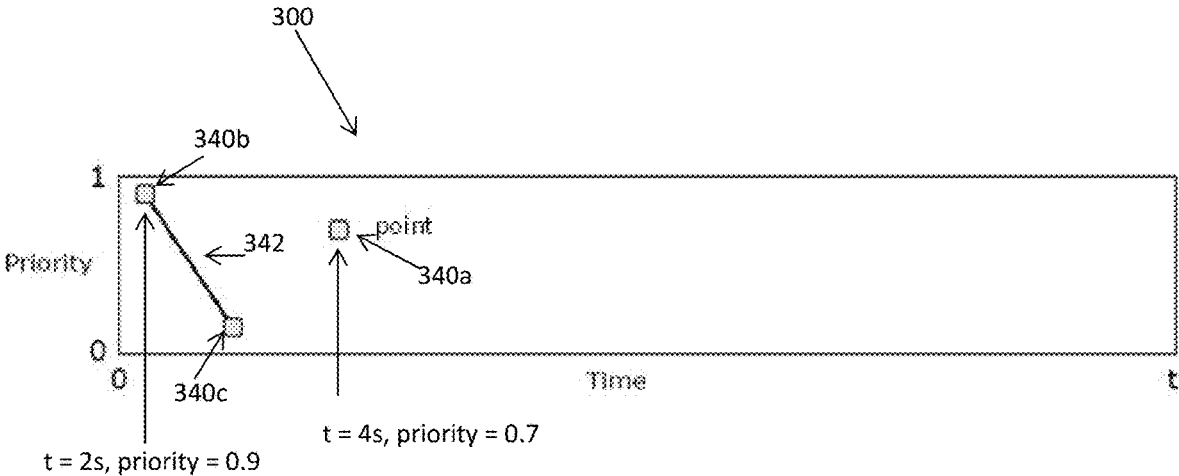 300
340b
1
point
342
Priority
340a
0
0
340c
Time
t
t = 4s, priority = 0.7
t = 2s, priority = 0.9